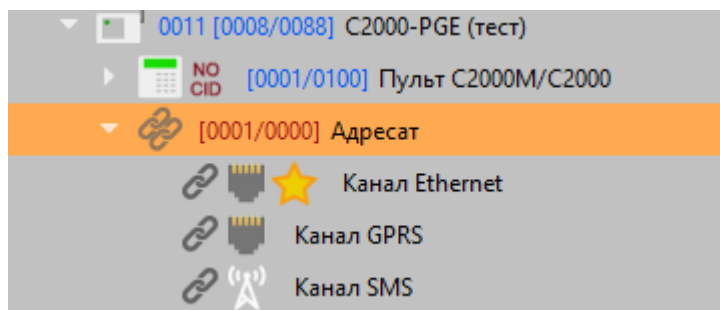 0011 [0008/0088] C2000-PGE (тест)
NO CID [0001/0100] Пульт С2000М/С2000
[0001/0000] Адресат
Канал Ethernet
Канал GPRS
Канал SMS